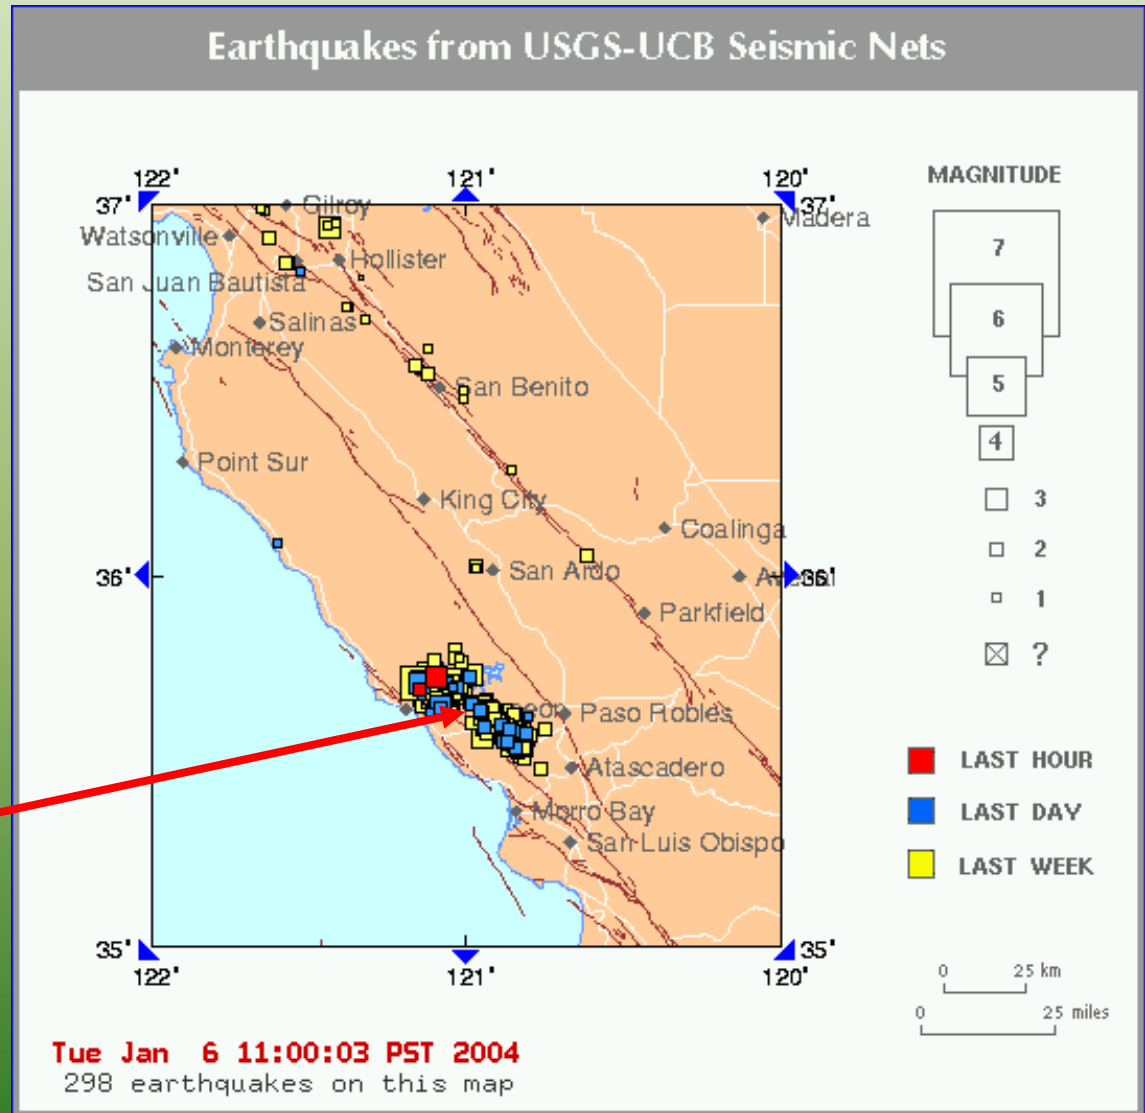 Earthquakes from USGS-UCB Seismic Nets
122° 121° 120°
37° 37°
Gilroy
Madera
Watsonville
Hollister
San Juan Bautista
Salinas
Monterey
San Benito
Point Sur
King City
Coalinga
36° 36°
San Ardo
Parkfield
Paso Robles
Atascadero
Morro Bay
San Luis Obispo
35° 35°
122° 121° 120°
MAGNITUDE
7
6
5
4
3
2
1
?
LAST HOUR
LAST DAY
LAST WEEK
0 25 km
0 25 miles
Tue Jan 6 11:00:03 PST 2004
298 earthquakes on this map